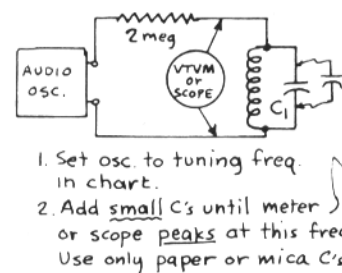 2 meg
AUDIO
OSC.
VTVM
OR
SCOPE
C1
1. Set osc. to tuning freq.
in chart.
2. Add small C's until meter
or scope peaks at this freq
Use only paper or mica C's